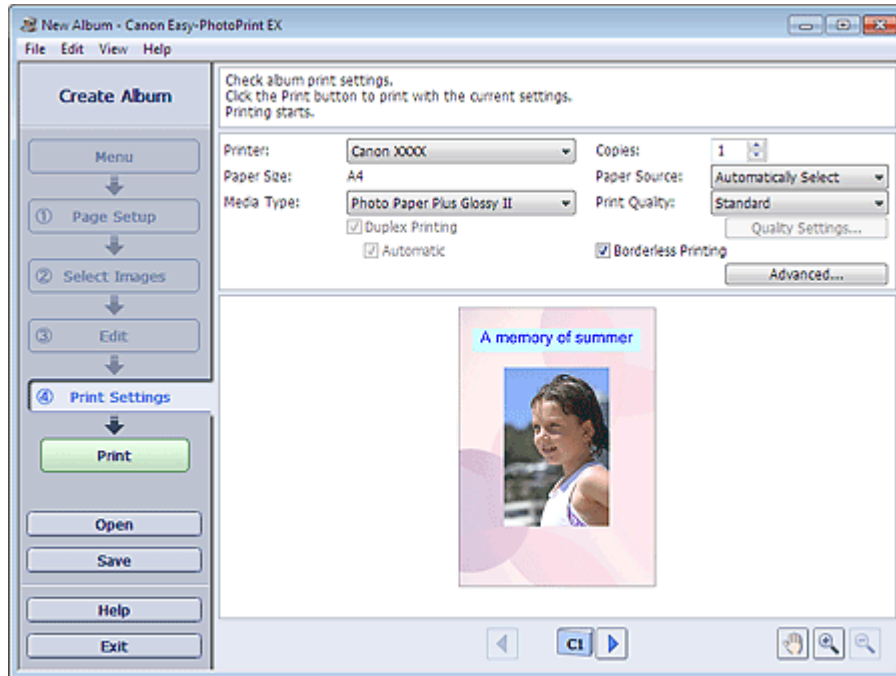 New Album - Canon Easy-PhotoPrint EX
File Edit View Help
Create Album
Menu
① Page Setup
② Select Images
③ Edit
④ Print Settings
Print
Open
Save
Help
Exit
Check album print settings.
Click the Print button to print with the current settings.
Printing starts.
Printer: Canon XXXX Copies: 1
Paper Size: A4 Paper Source: Automatically Select
Media Type: Photo Paper Plus Glossy II Print Quality: Standard
Duplex Printing Quality Settings...
Automatic Borderless Printing
Advanced...
A memory of summer
C1